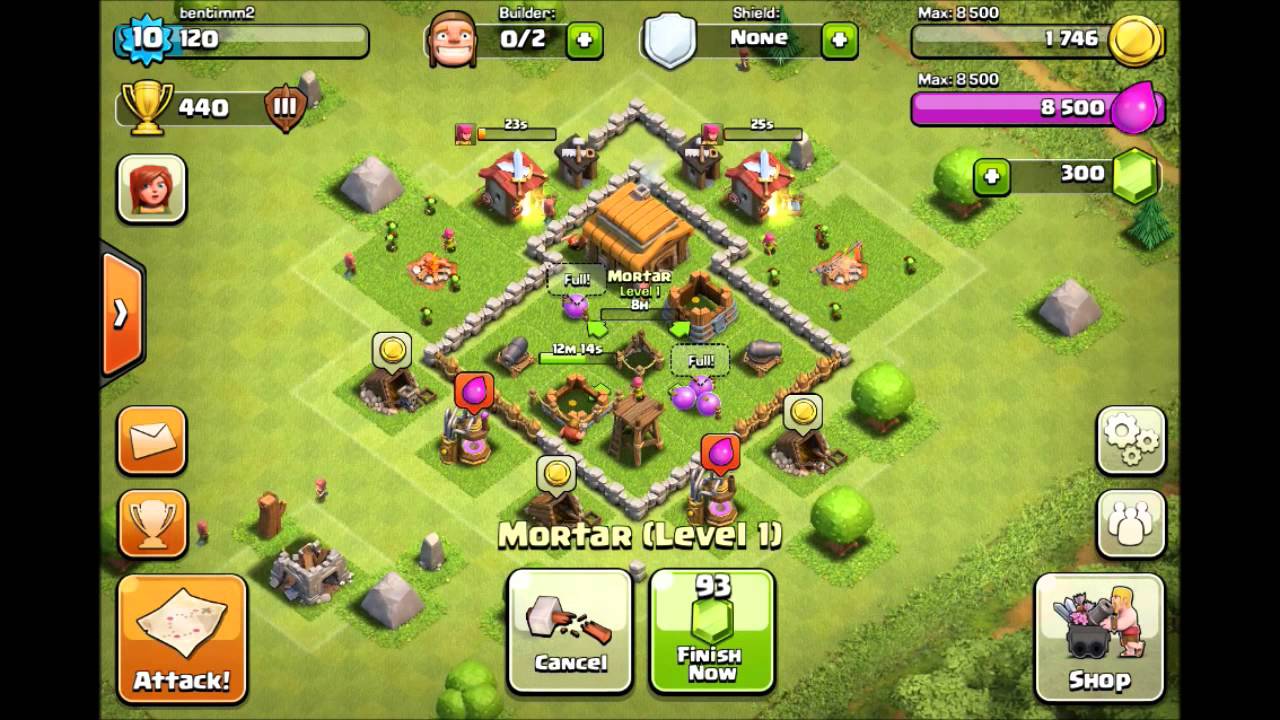 bentimm2
10
120
Builder:
0/2
Shield:
None
Max: 8 500
1 746
440
III
Max: 8 500
8 500
300
23s
25s
Full!
Mortar
Level 1
8H
12M 14s
Full!
Mortar (Level 1)
Attack!
Cancel
93
Finish
Now
Shop